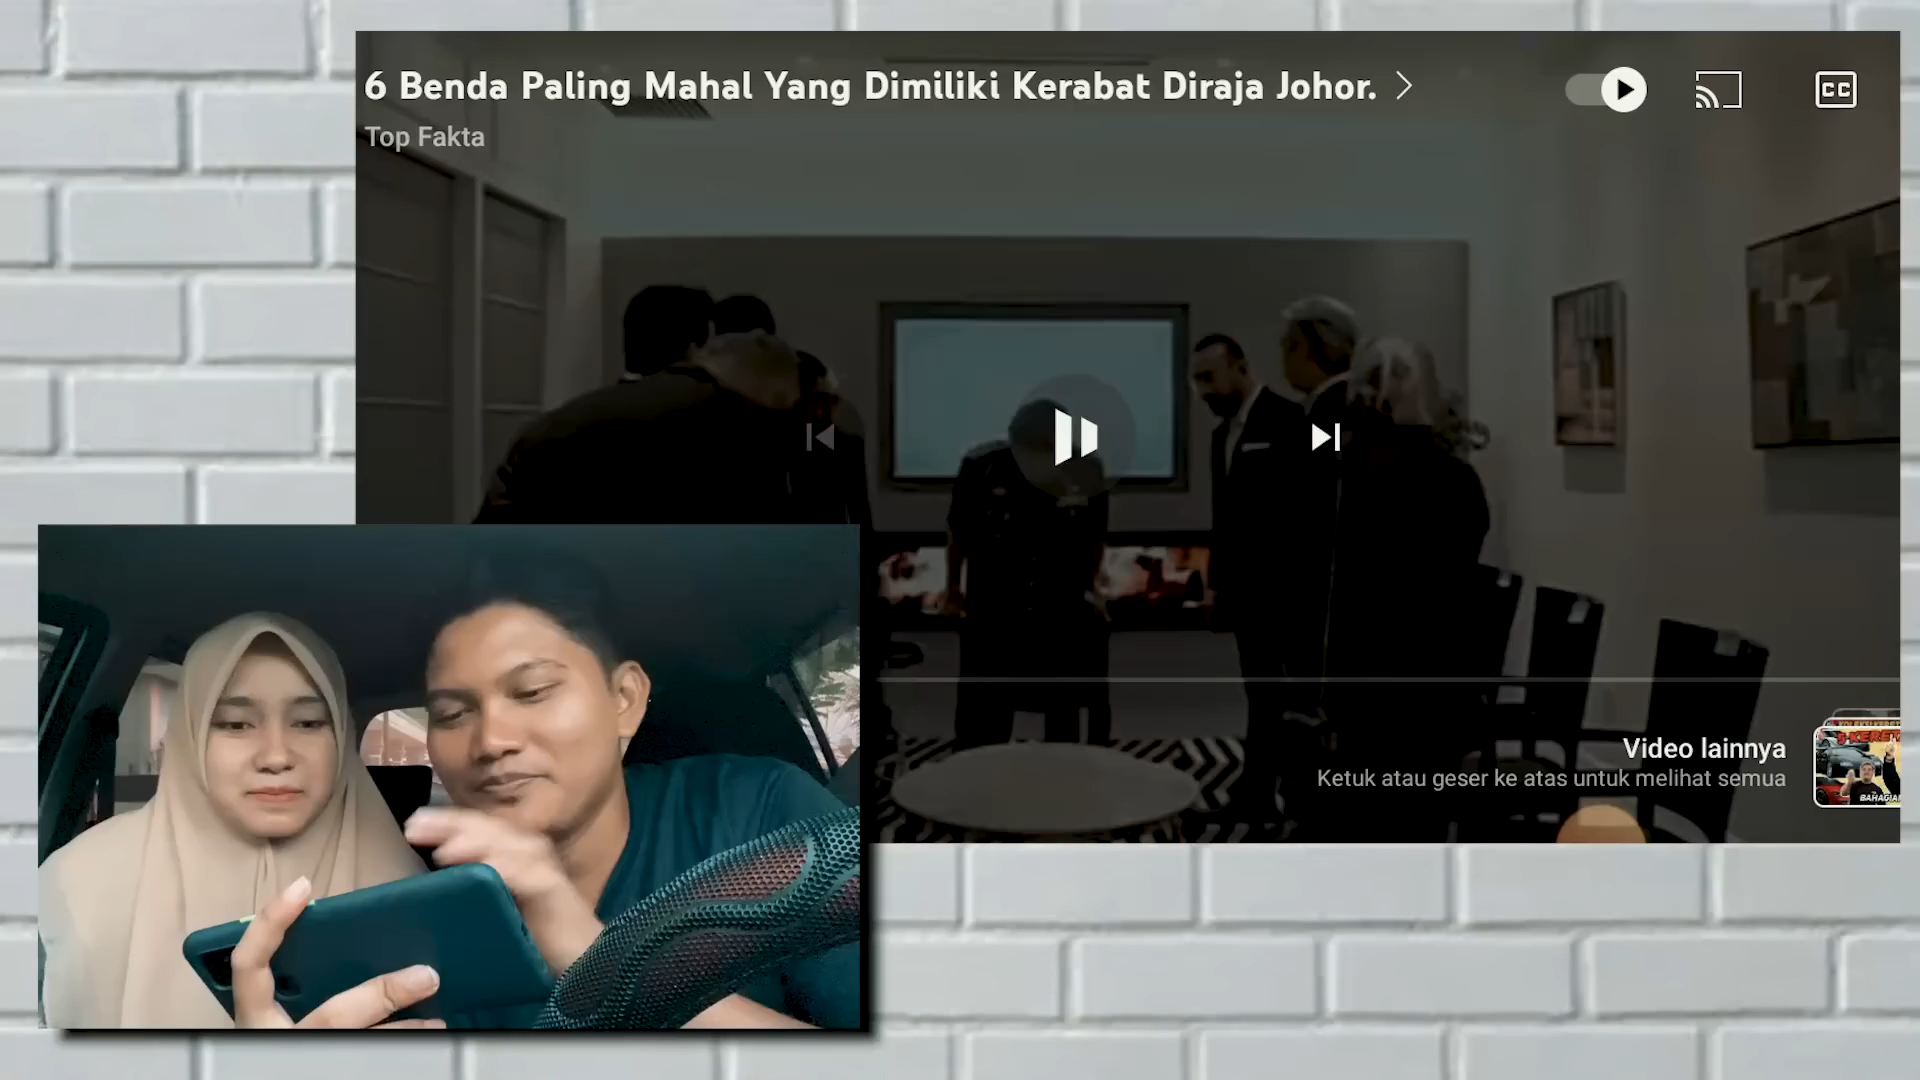 6 Benda Paling Mahal Yang Dimiliki Kerabat Diraja Johor.
Top Fakta
CC
Video lainnya
Ketuk atau geser ke atas untuk melihat semua